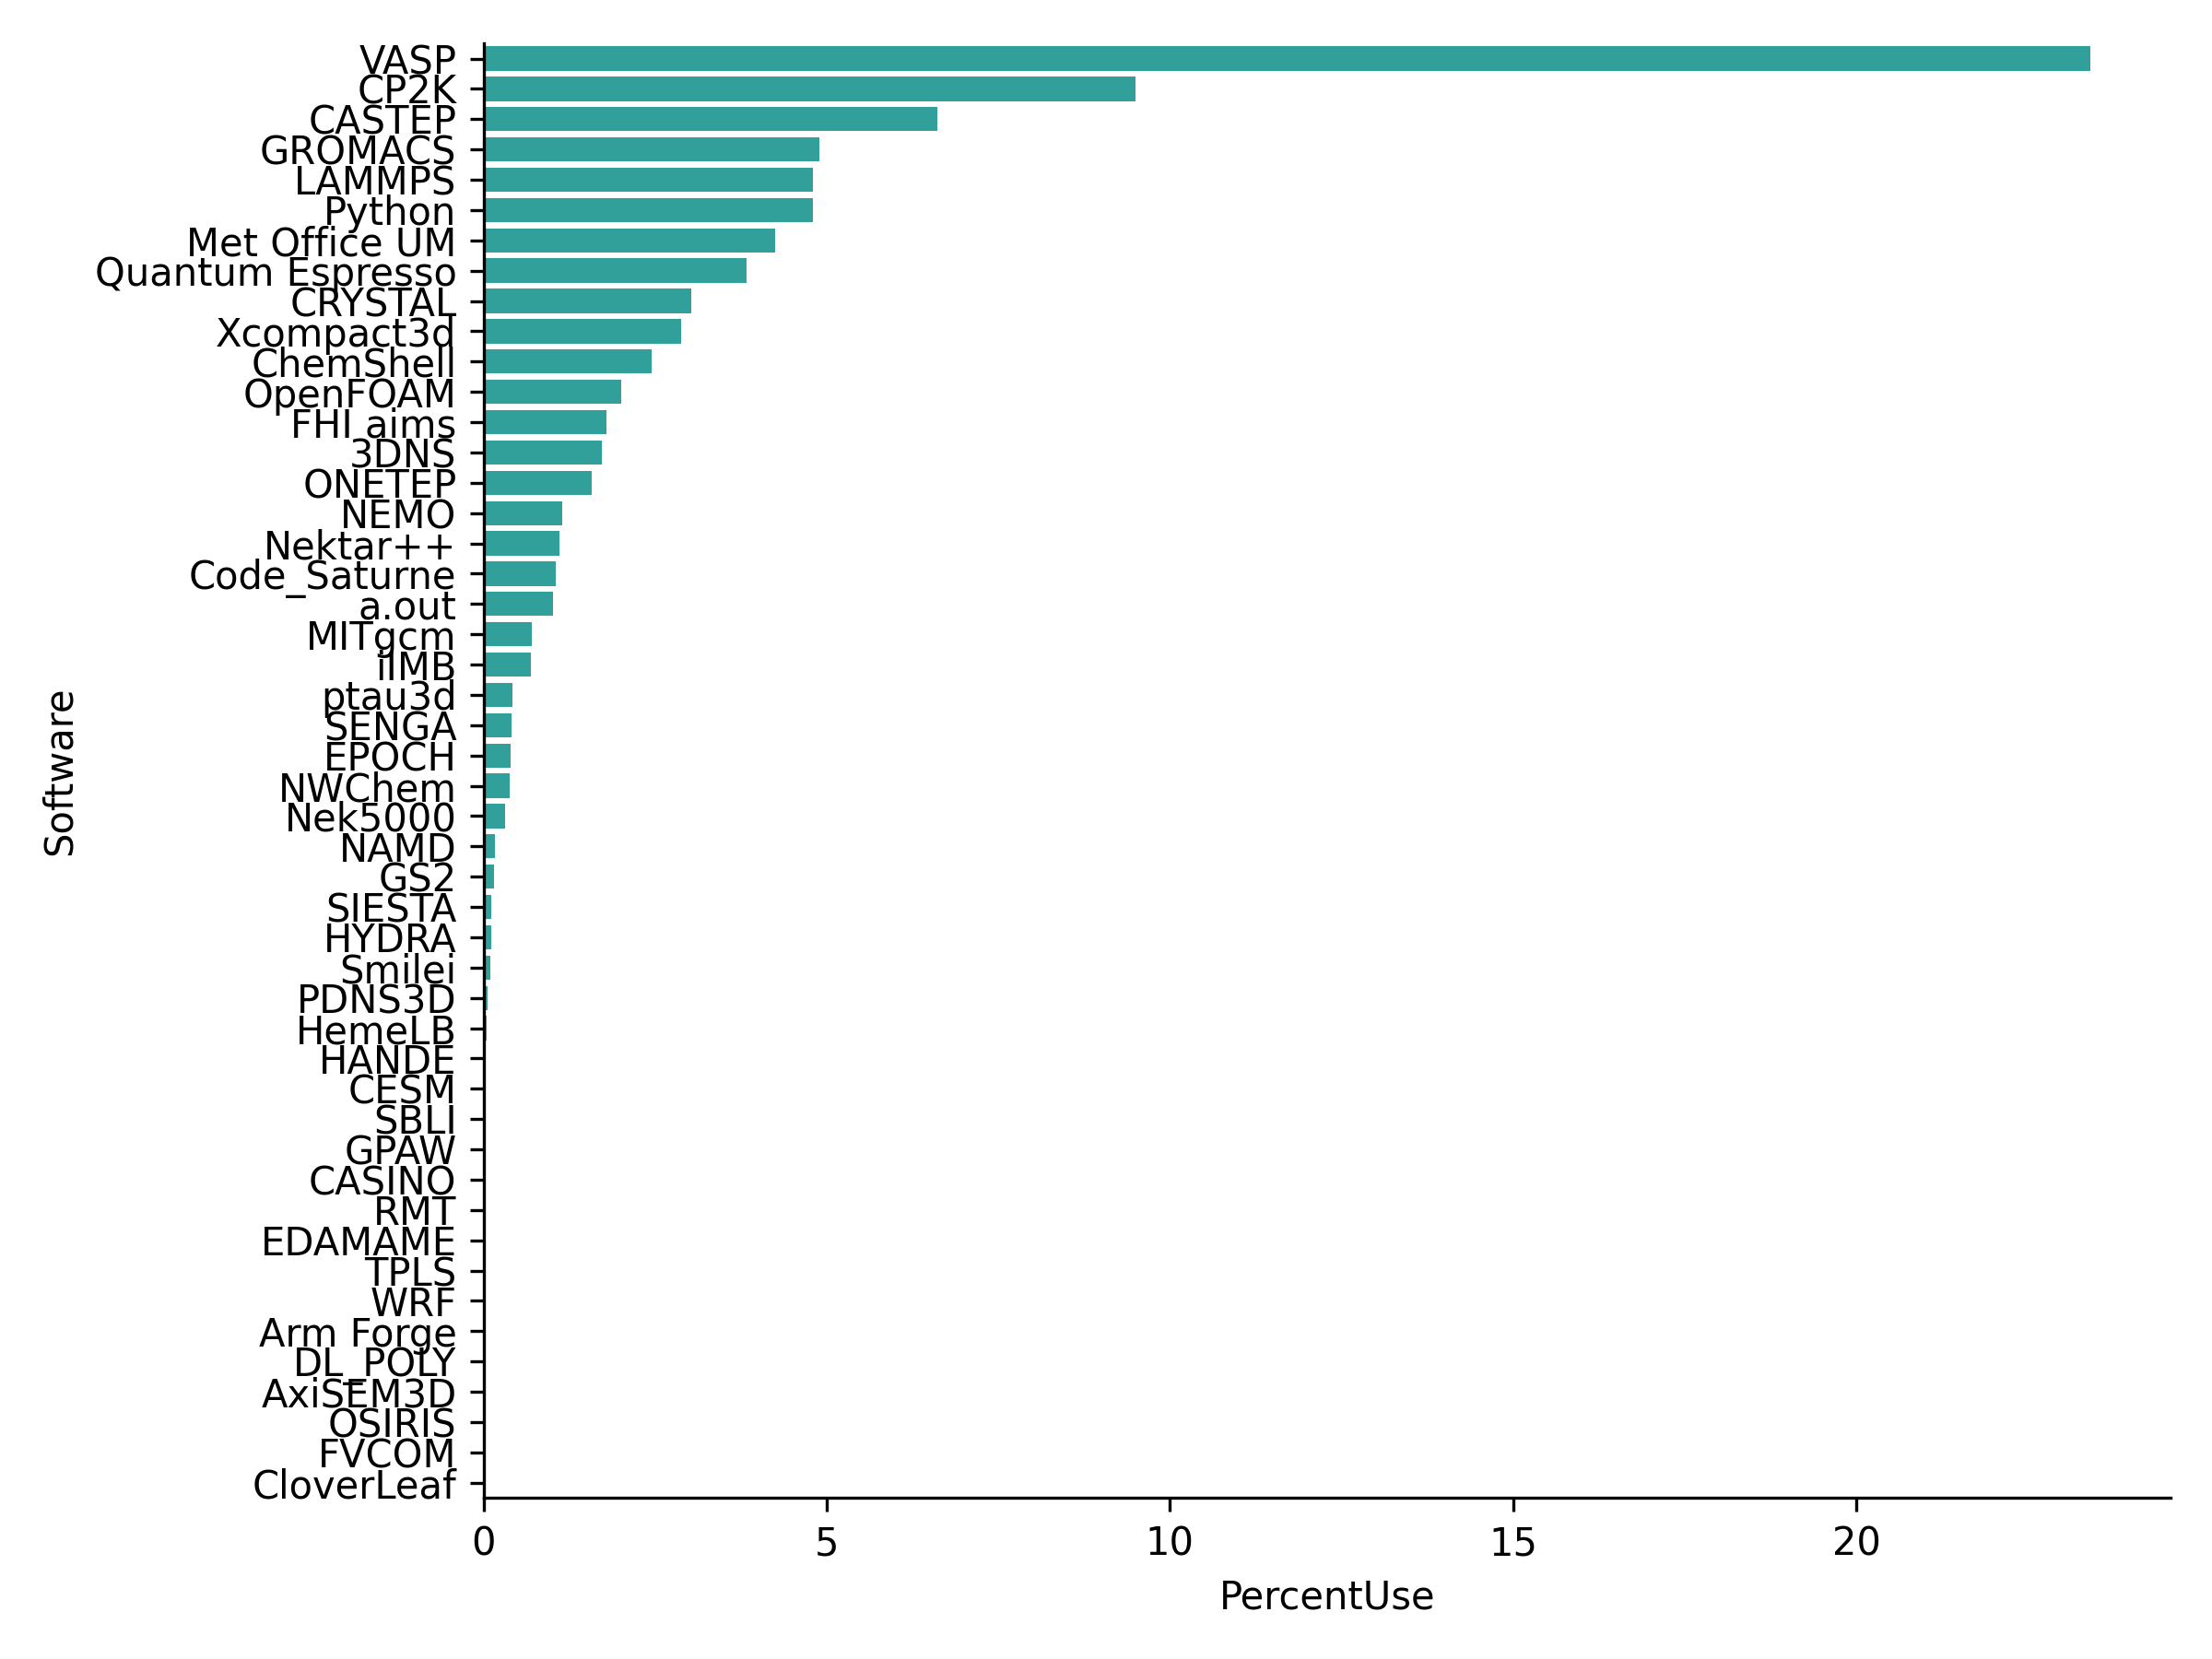 VASP
CP2K
CASTEP
GROMACS
LAMMPS
Python
Met Office UM
Quantum Espresso
CRYSTAL
Xcompact3d
ChemShell
OpenFOAM
FHI aims
3DNS
ONETEP
NEMO
Nektar++
Code_Saturne
a.out
MITgcm
iIMB
ptau3d
SENGA
EPOCH
NWChem
Nek5000
NAMD
GS2
SIESTA
HYDRA
Smilei
PDNS3D
HemeLB
HANDE
CESM
SBLI
GPAW
CASINO
RMT
EDAMAME
TPLS
WRF
Arm Forge
DL_POLY
AxiSEM3D
OSIRIS
FVCOM
CloverLeaf
Software
0 5 10 15 20
PercentUse